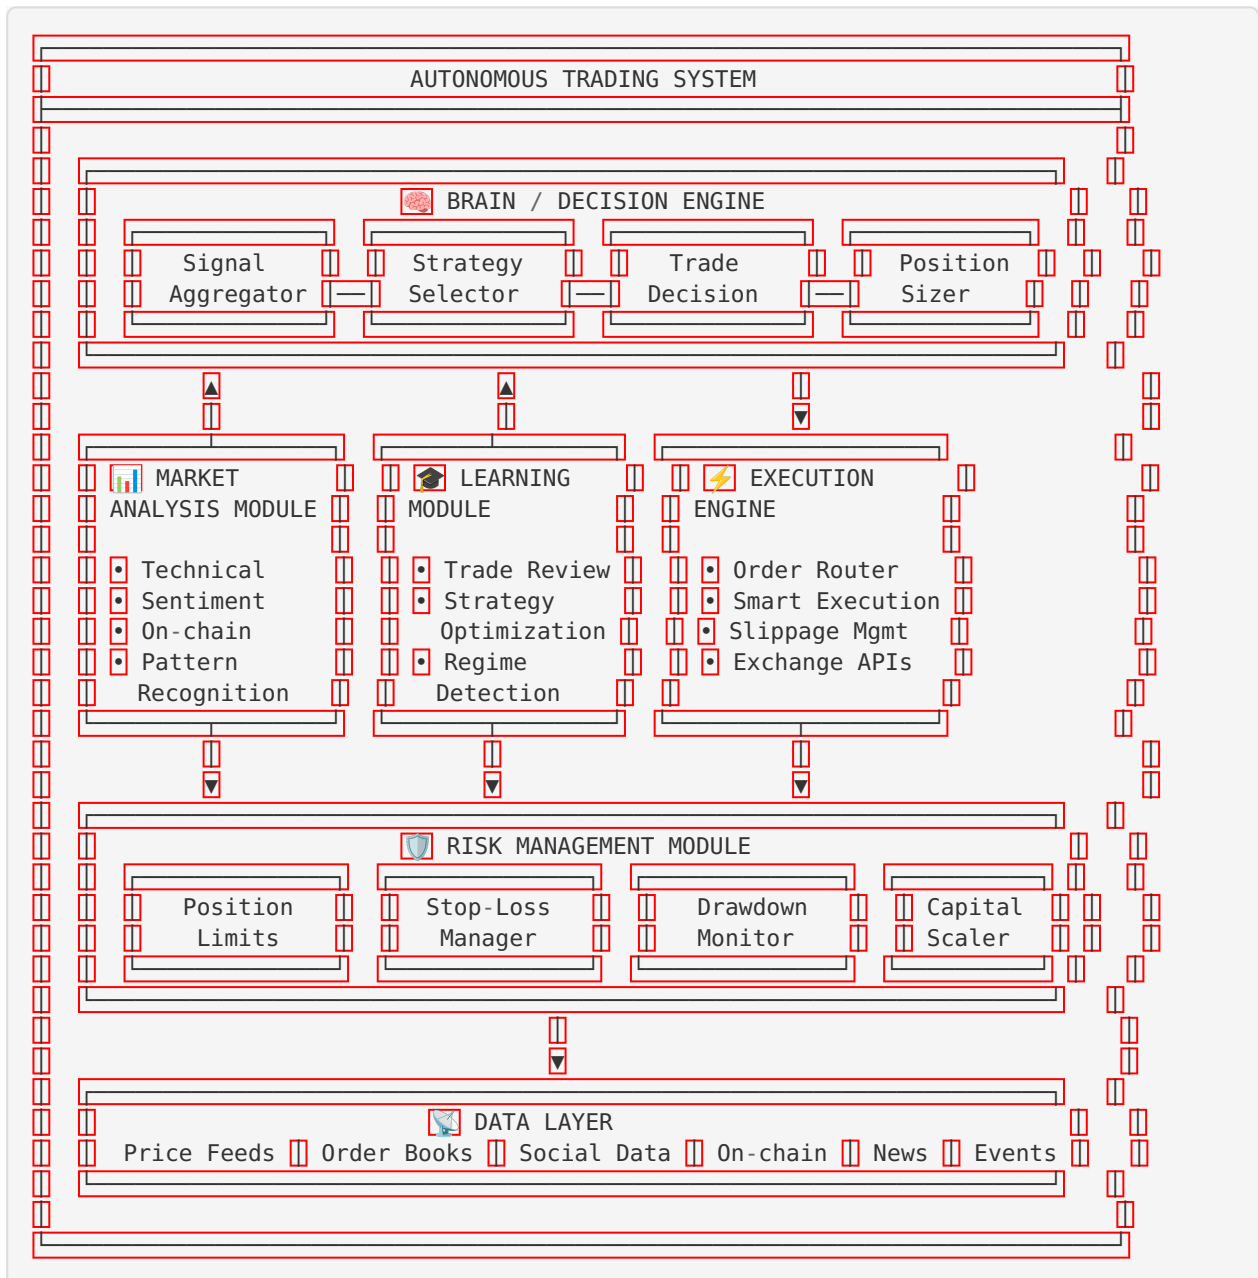 AUTONOMOUS TRADING SYSTEM
🧠 BRAIN / DECISION ENGINE
Signal Strategy Trade Position
Aggregator Selector Decision Sizer
📊 MARKET 🎓 LEARNING ⚡ EXECUTION
ANALYSIS MODULE MODULE ENGINE
• Technical • Trade Review • Order Router
• Sentiment • Strategy • Smart Execution
• On-chain Optimization • Slippage Mgmt
• Pattern • Regime • Exchange APIs
Recognition Detection
🛡️ RISK MANAGEMENT MODULE
Position Stop-Loss Drawdown Capital
Limits Manager Monitor Scaler
📡 DATA LAYER
Price Feeds │ Order Books │ Social Data │ On-chain │ News │ Events